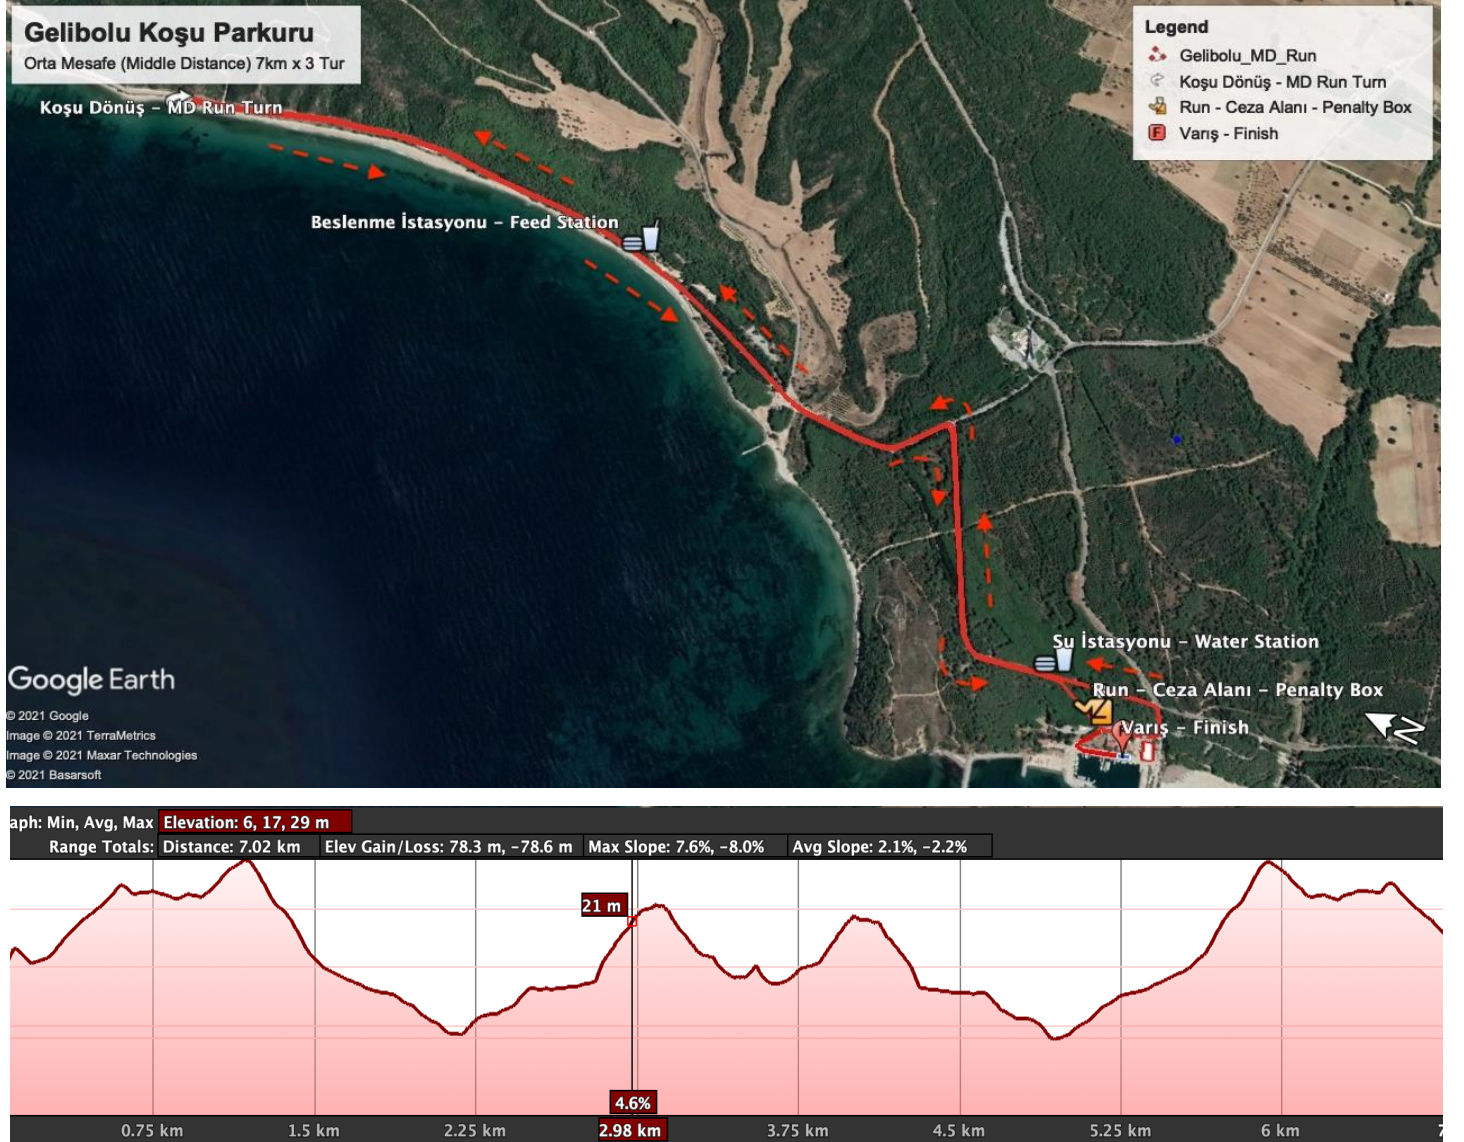 Gelibolu Koşu Parkuru
Orta Mesafe (Middle Distance) 7km x 3 Tur
Legend
Gelibolu_MD_Run
Koşu Dönüş - MD Run Turn
Run - Ceza Alanı - Penalty Box
F Varış - Finish
Koşu Dönüş – MD Run Turn
Beslenme İstasyonu – Feed Station
Su İstasyonu – Water Station
Run – Ceza Alanı – Penalty Box
Varış – Finish
N
Google Earth
© 2021 Google
Image © 2021 TerraMetrics
Image © 2021 Maxar Technologies
© 2021 Basarsoft
aph: Min, Avg, Max Elevation: 6, 17, 29 m
Range Totals: Distance: 7.02 km Elev Gain/Loss: 78.3 m, -78.6 m Max Slope: 7.6%, -8.0% Avg Slope: 2.1%, -2.2%
21 m
4.6%
0.75 km 1.5 km 2.25 km 2.98 km 3.75 km 4.5 km 5.25 km 6 km 7